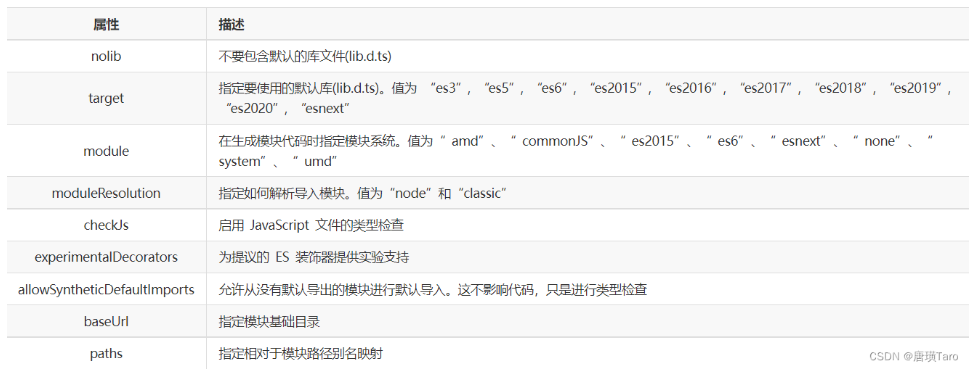 属性 描述
nolib 不要包含默认的库文件(lib.d.ts)
target 指定要使用的默认库(lib.d.ts)。值为 “es3”, “es5”, “es6”, “es2015”, “es2016”, “es2017”, “es2018”, “es2019”,
“es2020”, “esnext”
module 在生成模块代码时指定模块系统。值为“ amd”、 “ commonJS”、 “ es2015”、 “ es6”、 “ esnext”、 “ none”、 “
system”、 “ umd”
moduleResolution 指定如何解析导入模块。值为“node”和“classic”
checkJs 启用 JavaScript 文件的类型检查
experimentalDecorators 为提议的 ES 装饰器提供实验支持
allowSyntheticDefaultImports 允许从没有默认导出的模块进行默认导入。这不影响代码，只是进行类型检查
baseUrl 指定模块基础目录
paths 指定相对于模块路径别名映射
CSDN @唐瑱Taro